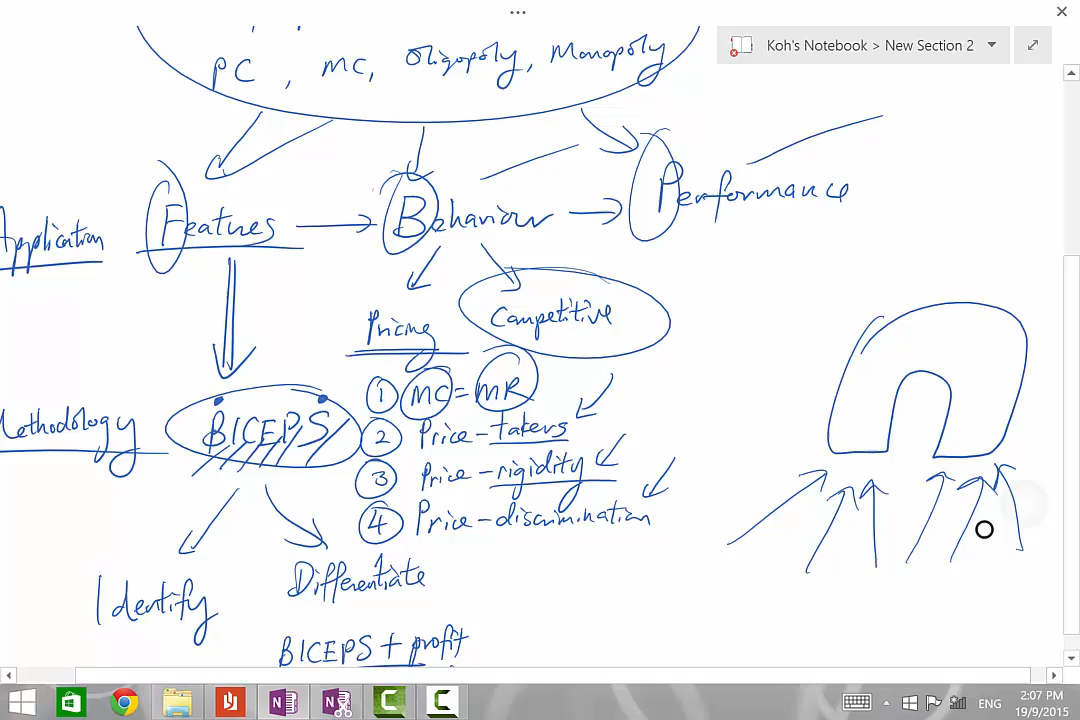 Koh's Notebook > New Section 2
PC, MC, Oligopoly, Monopoly
Application
Features
Behaviour
Performance
Pricing
Competitive
1 MC = MR
2 Price-takers
3 Price-rigidity
4 Price-discrimination
Methodology
BICEPS
Identify
Differentiate
BICEPS + profit
ENG
2:07 PM
19/9/2015